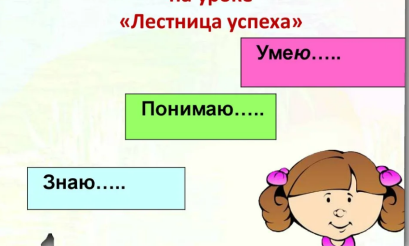 на уроке
«Лестница успеха»
Умею…..
Понимаю…..
Знаю…..